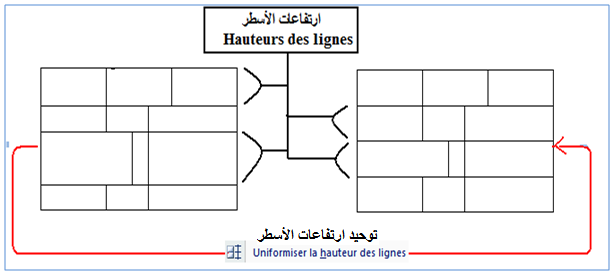 ارتفاعات الأسطر
Hauteurs des lignes
توحيد ارتفاعات الأسطر
Uniformiser la hauteur des lignes